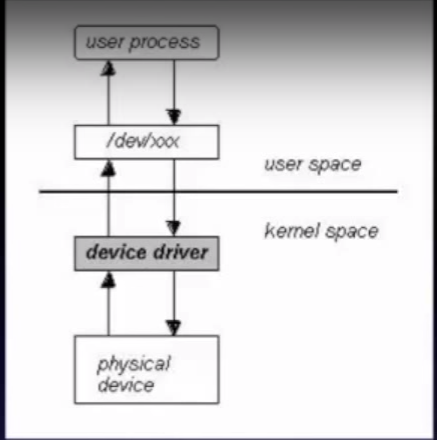 user process
/dev/xxx
user space
kernel space
device driver
physical
device